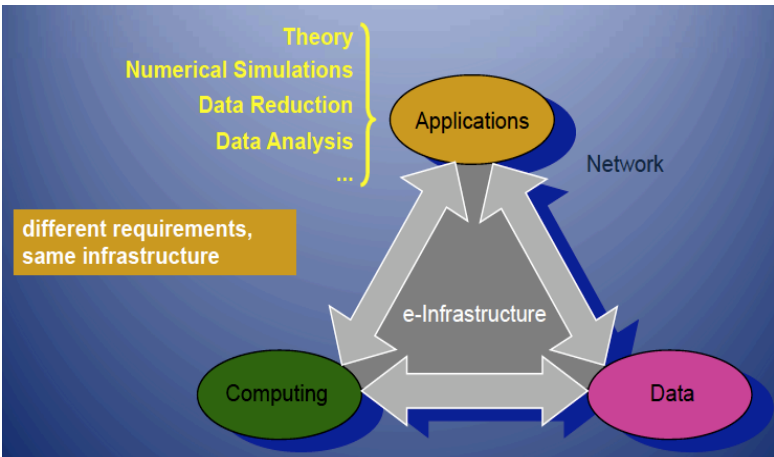 Theory
Numerical Simulations
Data Reduction
Data Analysis
...
Applications
Network
different requirements,
same infrastructure
e-Infrastructure
Computing
Data